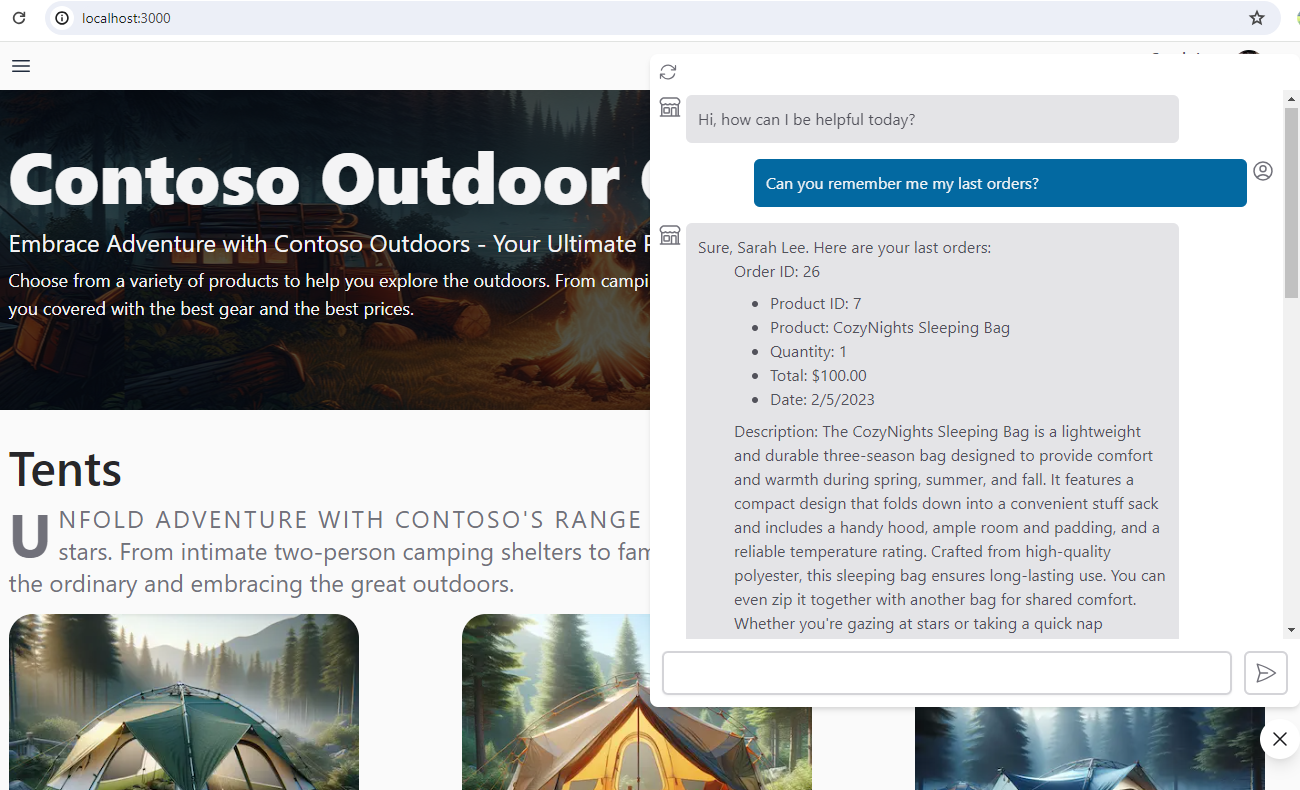 localhost:3000
Contoso Outdoor
Embrace Adventure with Contoso Outdoors - Your Ultimate
Choose from a variety of products to help you explore the outdoors. From campi
you covered with the best gear and the best prices.
Tents
UNFOLD ADVENTURE WITH CONTOSO'S RANGE
stars. From intimate two-person camping shelters to fam
the ordinary and embracing the great outdoors.
Hi, how can I be helpful today?
Can you remember me my last orders?
Sure, Sarah Lee. Here are your last orders:
Order ID: 26
Product ID: 7
Product: CozyNights Sleeping Bag
Quantity: 1
Total: $100.00
Date: 2/5/2023
Description: The CozyNights Sleeping Bag is a lightweight
and durable three-season bag designed to provide comfort
and warmth during spring, summer, and fall. It features a
compact design that folds down into a convenient stuff sack
and includes a handy hood, ample room and padding, and a
reliable temperature rating. Crafted from high-quality
polyester, this sleeping bag ensures long-lasting use. You can
even zip it together with another bag for shared comfort.
Whether you're gazing at stars or taking a quick nap